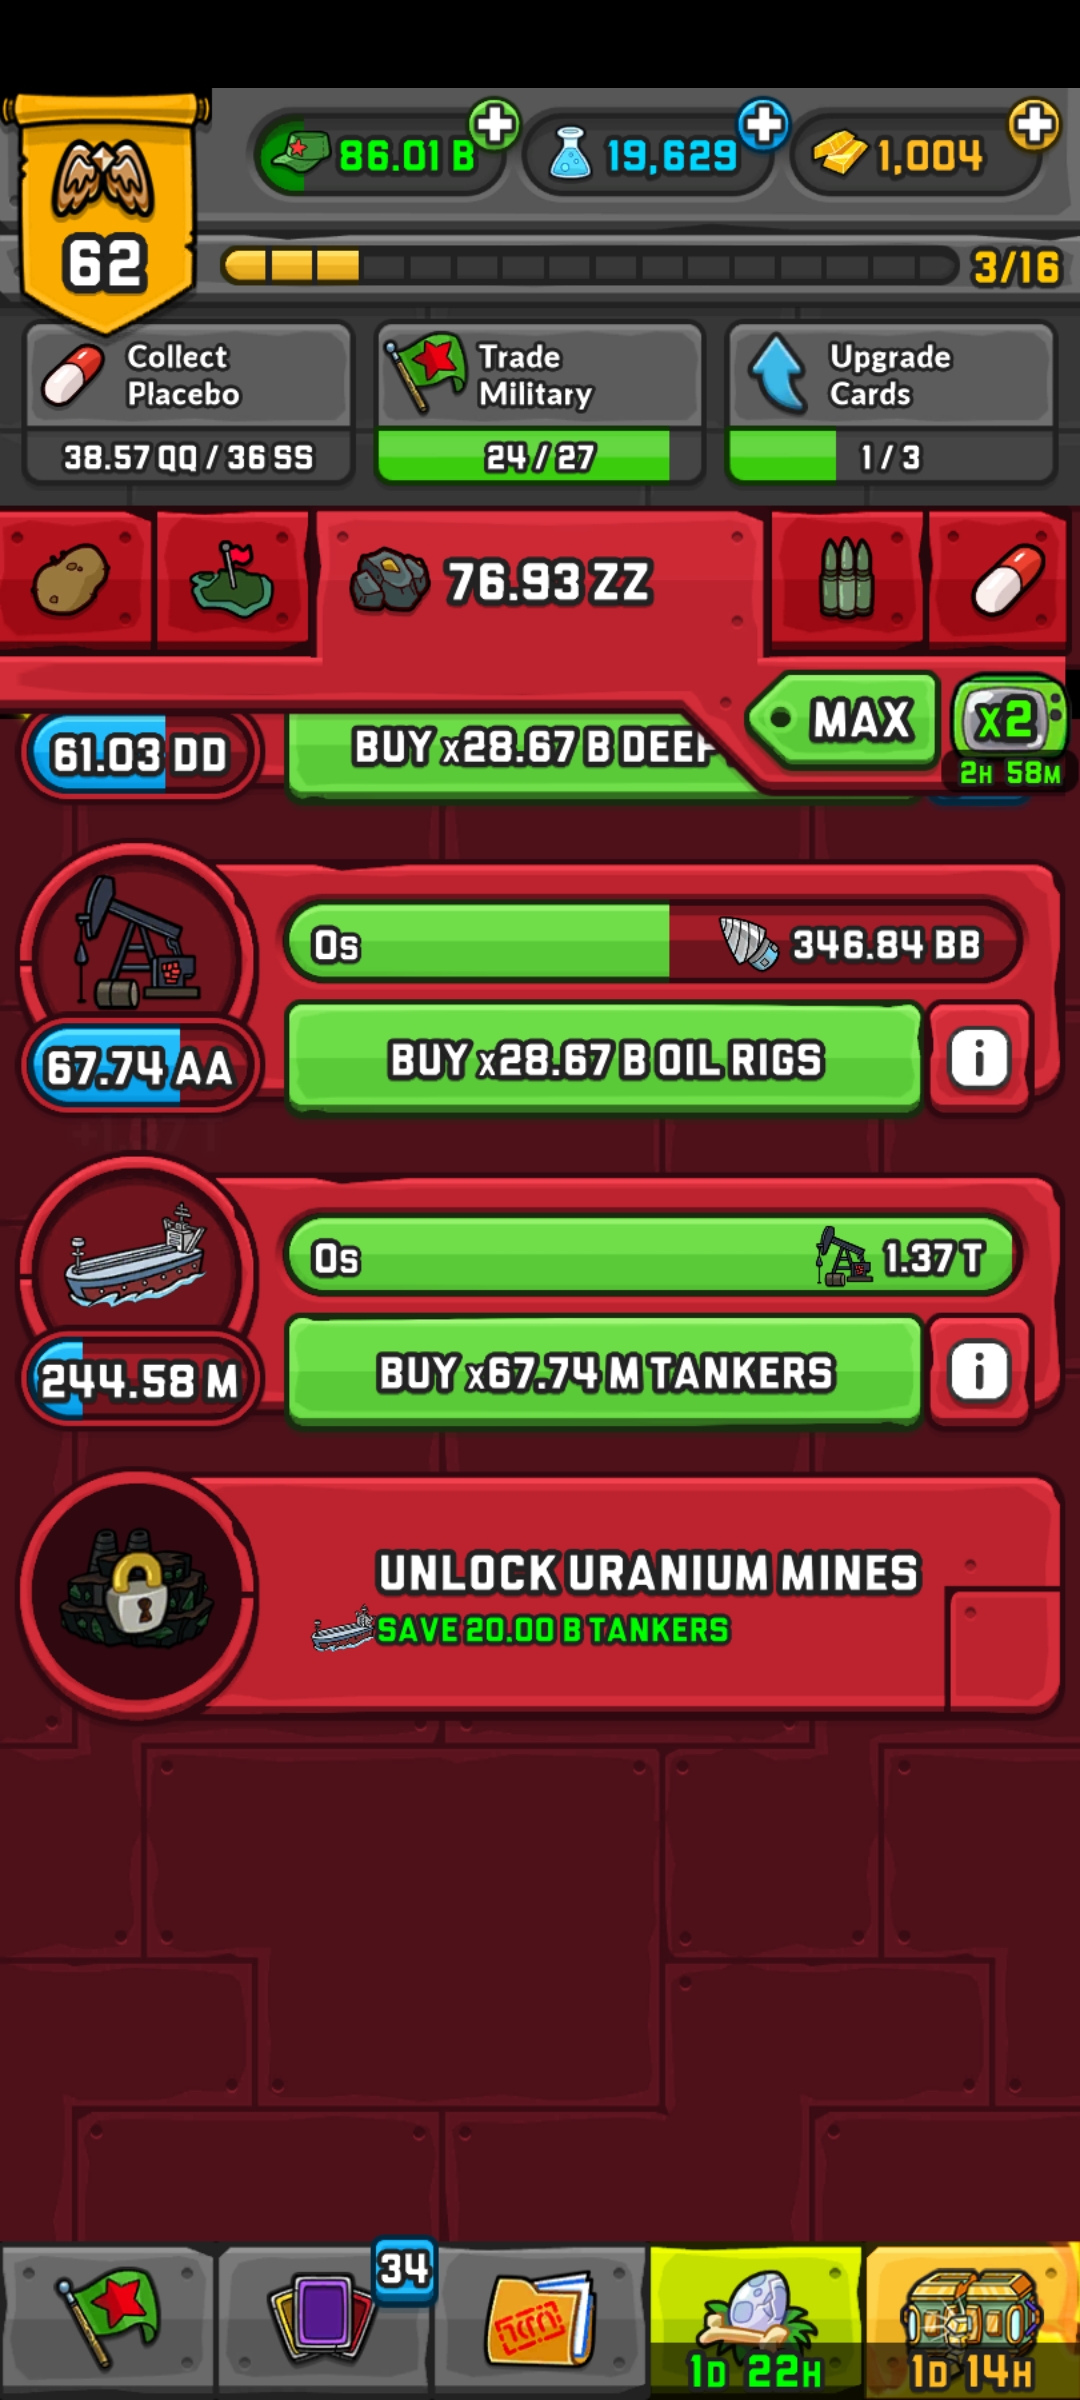 86.01 B
19,629
1,004
62
3/16
Collect
Placebo
Trade
Military
Upgrade
Cards
38.57 QQ / 36 SS
24 / 27
1 / 3
76.93 ZZ
MAX
x2
2H 58M
61.03 DD
BUY x28.67 B DEEP
0s
346.84 BB
67.74 AA
BUY x28.67 B OIL RIGS
i
0s
1.37 T
244.58 M
BUY x67.74 M TANKERS
i
UNLOCK URANIUM MINES
SAVE 20.00 B TANKERS
34
1D 22H
1D 14H